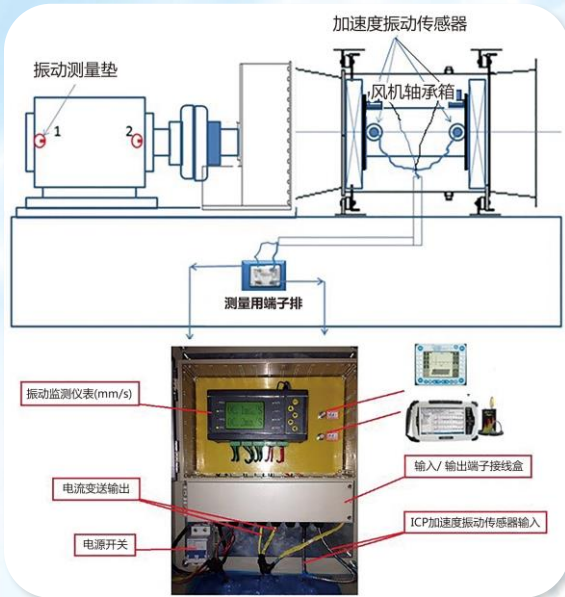 加速度振动传感器
振动测量垫
风机轴承箱
1
2
测量用端子排
振动监测仪表(mm/s)
输入/ 输出端子接线盒
电流变送输出
ICP加速度振动传感器输入
电源开关